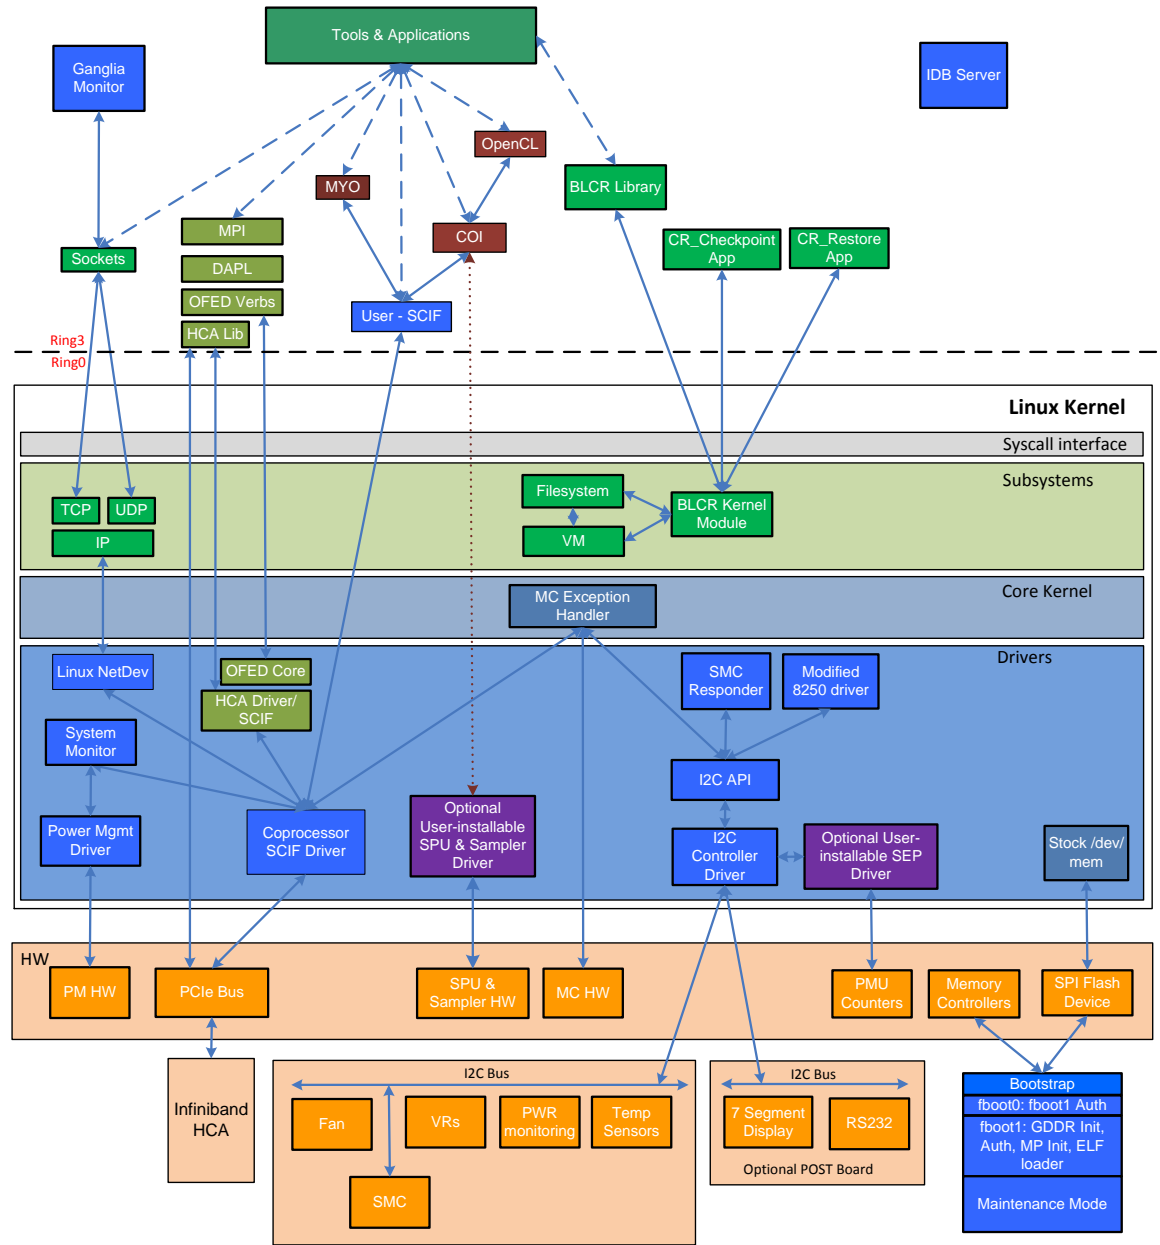 Tools & Applications
Ganglia
Monitor
IDB Server
OpenCL
MYO
BLCR Library
MPI
COI
CR_Checkpoint
App
CR_Restore
App
Sockets
DAPL
OFED Verbs
User - SCIF
HCA Lib
Ring3
Ring0
Linux Kernel
Syscall interface
Subsystems
Filesystem
TCP
UDP
BLCR Kernel
Module
IP
VM
Core Kernel
MC Exception
Handler
Drivers
Linux NetDev
OFED Core
HCA Driver/
SCIF
SMC
Responder
Modified
8250 driver
System
Monitor
I2C API
Power Mgmt
Driver
Coprocessor
SCIF Driver
Optional
User-installable
SPU & Sampler
Driver
I2C
Controller
Driver
Optional User-
installable SEP
Driver
Stock /dev/
mem
HW
PM HW
PCIe Bus
SPU &
Sampler HW
MC HW
PMU
Counters
Memory
Controllers
SPI Flash
Device
Infiniband
HCA
I2C Bus
Fan
VRs
PWR
monitoring
Temp
Sensors
SMC
I2C Bus
7 Segment
Display
RS232
Optional POST Board
Bootstrap
fboot0: fboot1 Auth
fboot1: GDDR Init,
Auth, MP Init, ELF
loader
Maintenance Mode